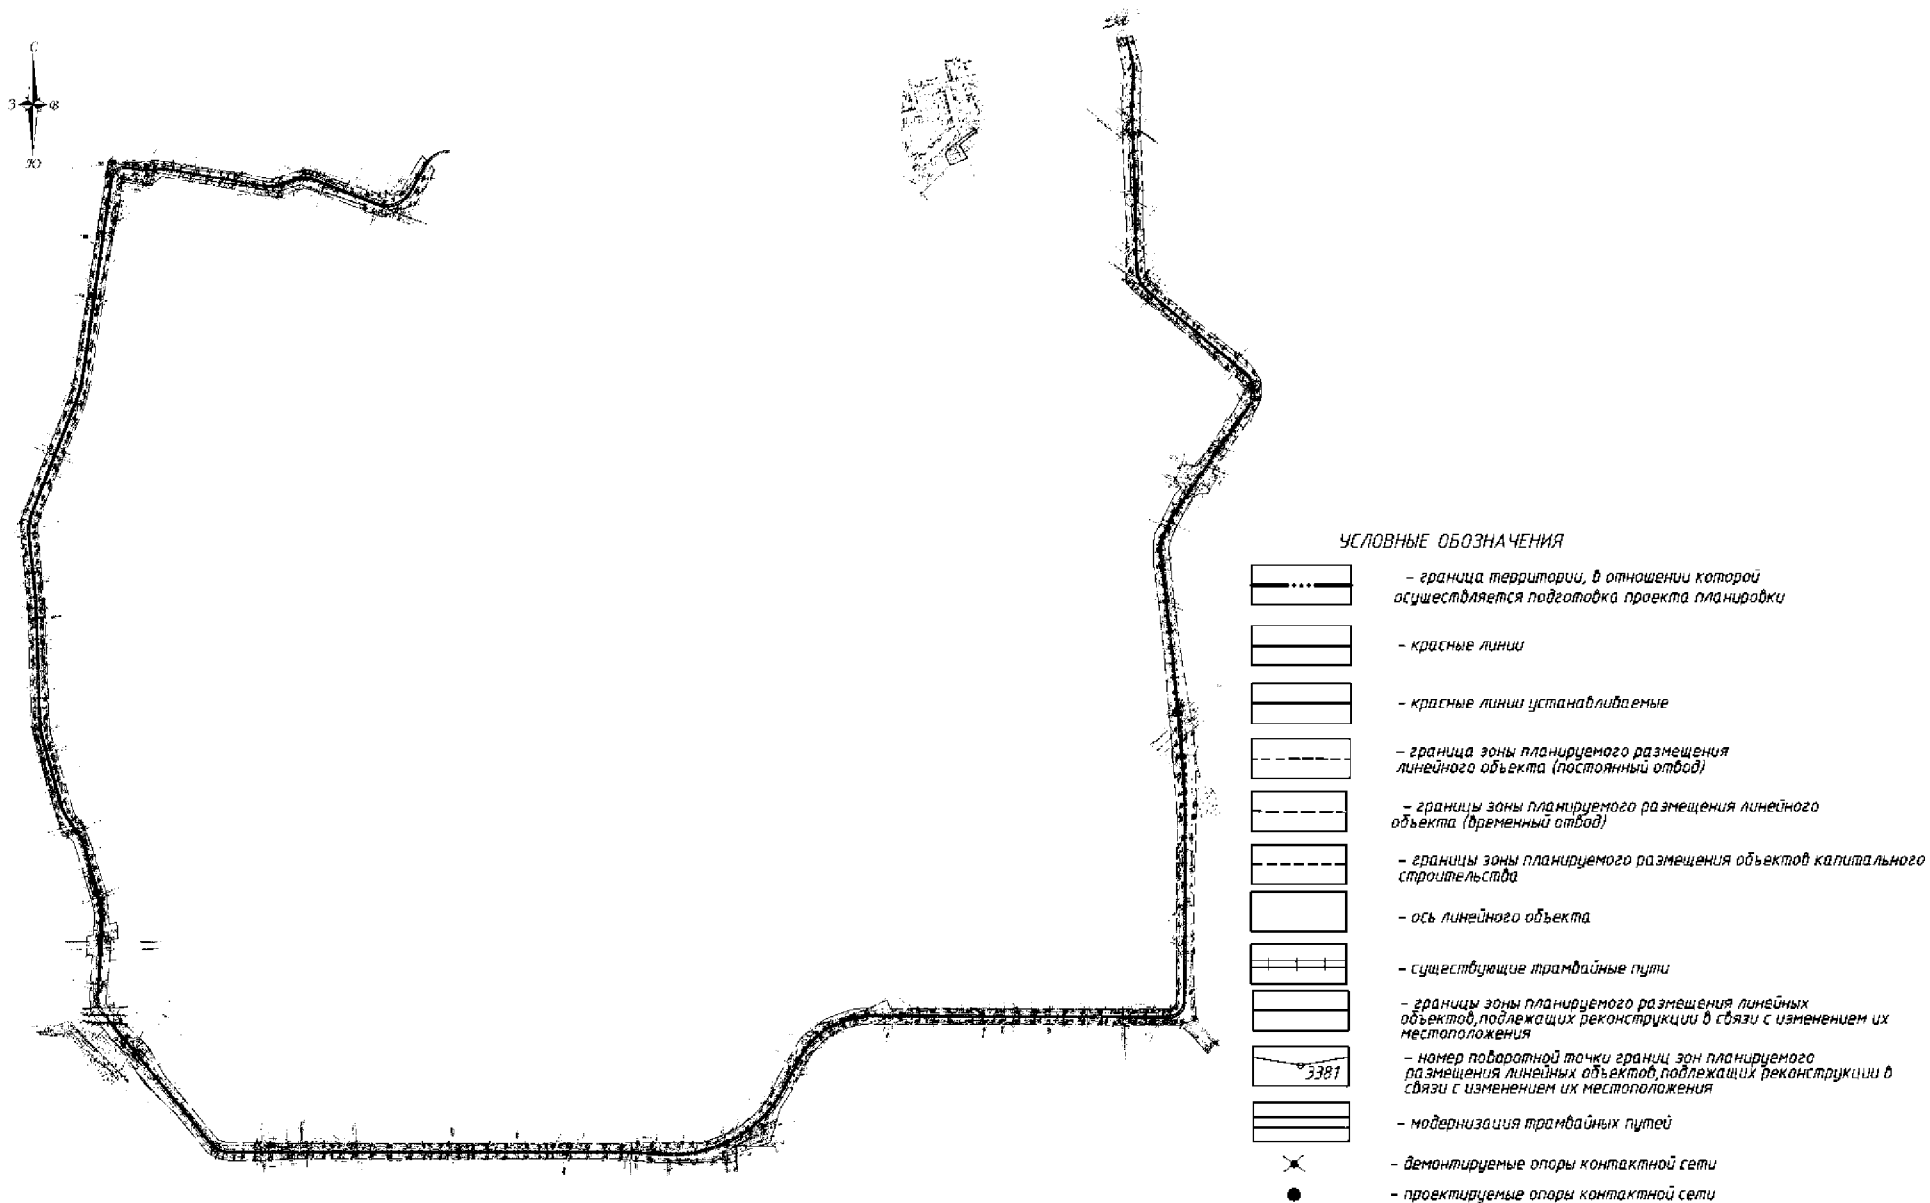 С
З
В
Ю
УСЛОВНЫЕ ОБОЗНАЧЕНИЯ
- граница территории, в отношении которой
осуществляется подготовка проекта планировки
- красные линии
- красные линии устанавливаемые
- граница зоны планируемого размещения
линейного объекта (постоянный отвод)
- границы зоны планируемого размещения линейного
объекта (временный отвод)
- границы зоны планируемого размещения объектов капитального
строительства
- ось линейного объекта
- существующие трамвайные пути
- границы зоны планируемого размещения линейных
объектов,подлежащих реконструкции в связи с изменением их
местоположения
- номер поворотной точки границ зон планируемого
размещения линейных объектов,подлежащих реконструкции в
связи с изменением их местоположения
3381
- модернизация трамвайных путей
- демонтируемые опоры контактной сети
- проектируемые опоры контактной сети